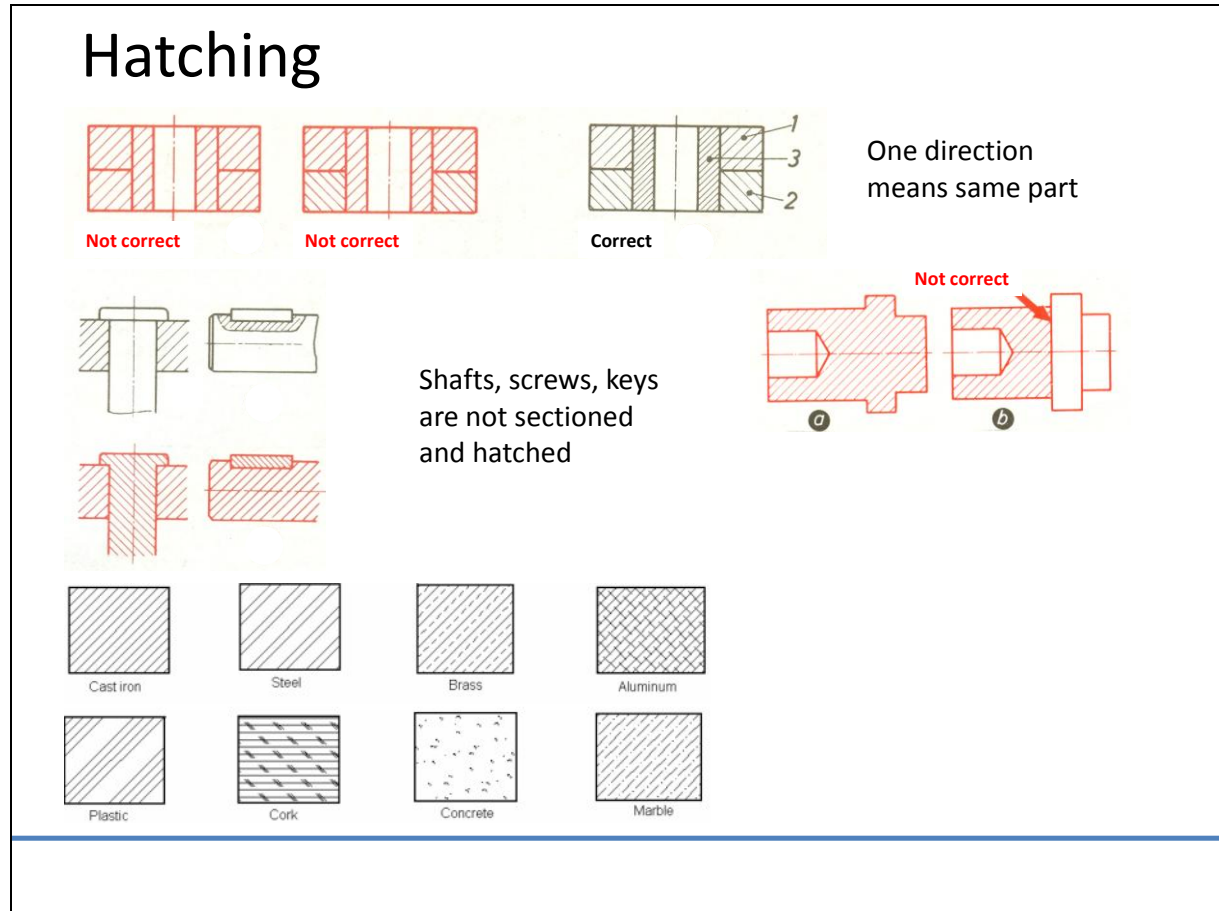 Hatching
1
3
2
Not correct
Not correct
Correct
One direction
means same part
Not correct
Shafts, screws, keys
are not sectioned
and hatched
a
b
Cast iron
Steel
Brass
Aluminum
Plastic
Cork
Concrete
Marble